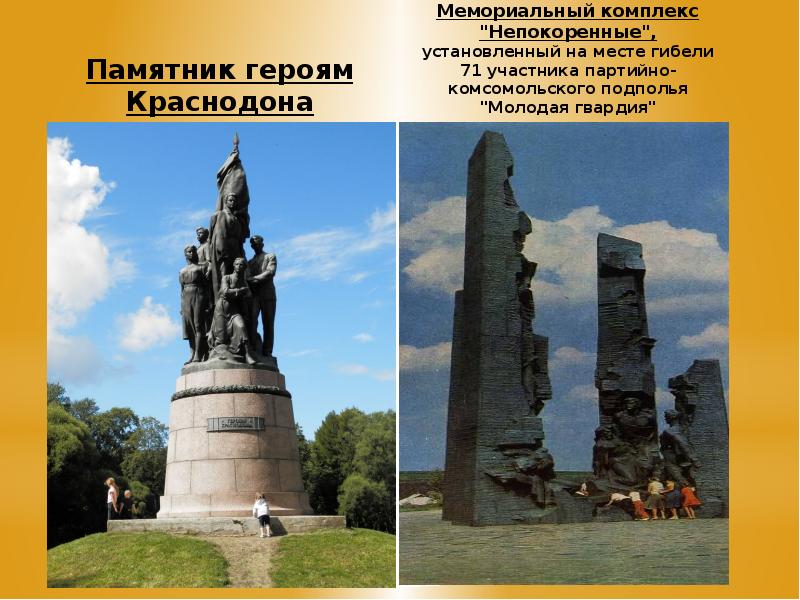 Памятник героям
Краснодона
Мемориальный комплекс
"Непокоренные",
установленный на месте гибели
71 участника партийно-
комсомольского подполья
"Молодая гвардия"